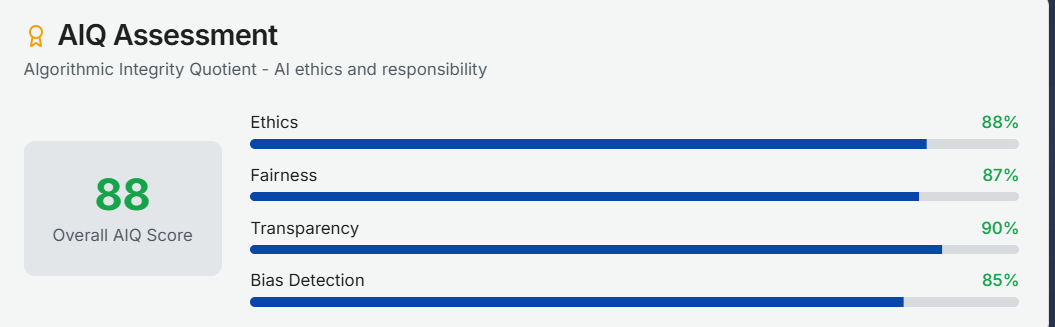 AIQ Assessment
Algorithmic Integrity Quotient - AI ethics and responsibility
88
Overall AIQ Score
Ethics 88%
Fairness 87%
Transparency 90%
Bias Detection 85%